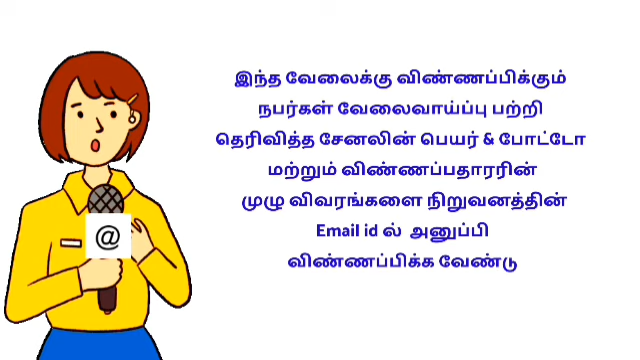 @
இந்த வேலைக்கு விண்ணப்பிக்கும்
நபர்கள் வேலைவாய்ப்பு பற்றி
தெரிவித்த சேனலின் பெயர் & போட்டோ
மற்றும் விண்ணப்பதாரரின்
முழு விவரங்களை நிறுவனத்தின்
Email id ல் அனுப்பி
விண்ணப்பிக்க வேண்டு